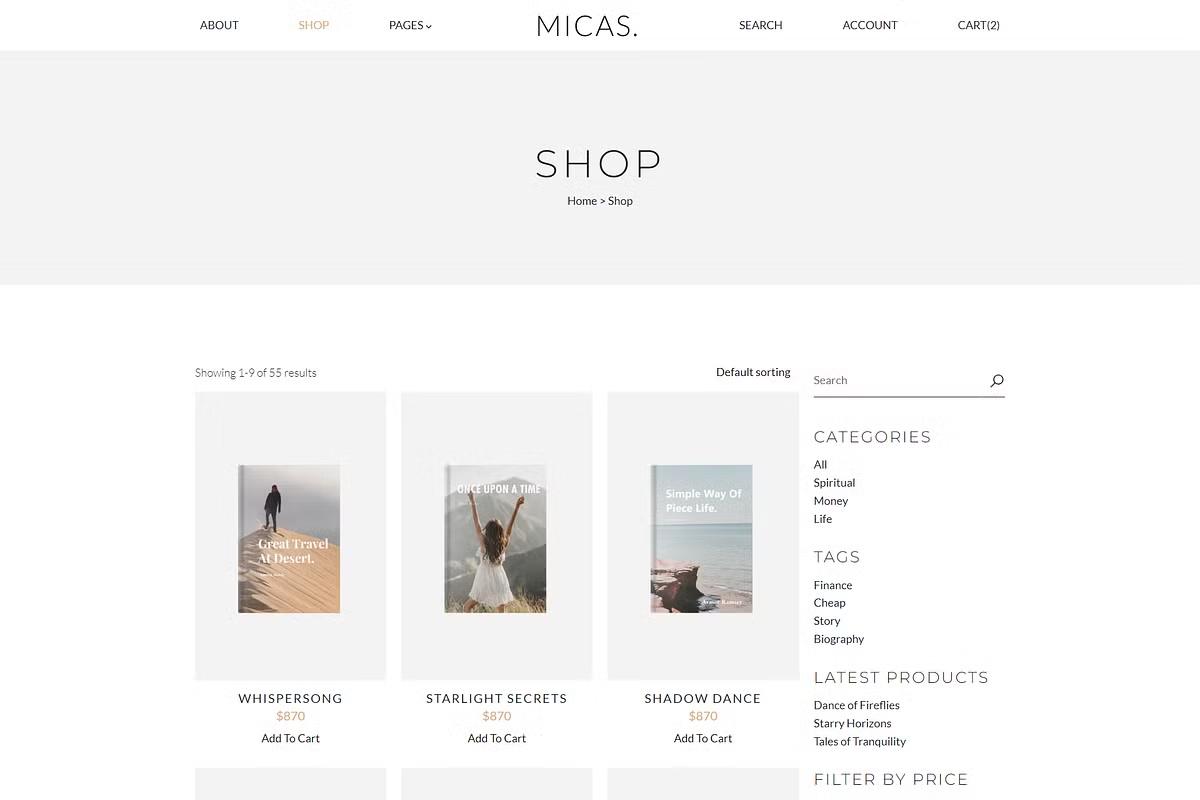 ABOUT SHOP PAGES MICAS. SEARCH ACCOUNT CART(2)
SHOP
Home > Shop
Showing 1-9 of 55 results
Default sorting
Great Travel
At Desert.
ONCE UPON A TIME
Simple Way Of
Piece Life.
WHISPERSONG
$870
Add To Cart
STARLIGHT SECRETS
$870
Add To Cart
SHADOW DANCE
$870
Add To Cart
Search
CATEGORIES
All
Spiritual
Money
Life
TAGS
Finance
Cheap
Story
Biography
LATEST PRODUCTS
Dance of Fireflies
Starry Horizons
Tales of Tranquility
FILTER BY PRICE